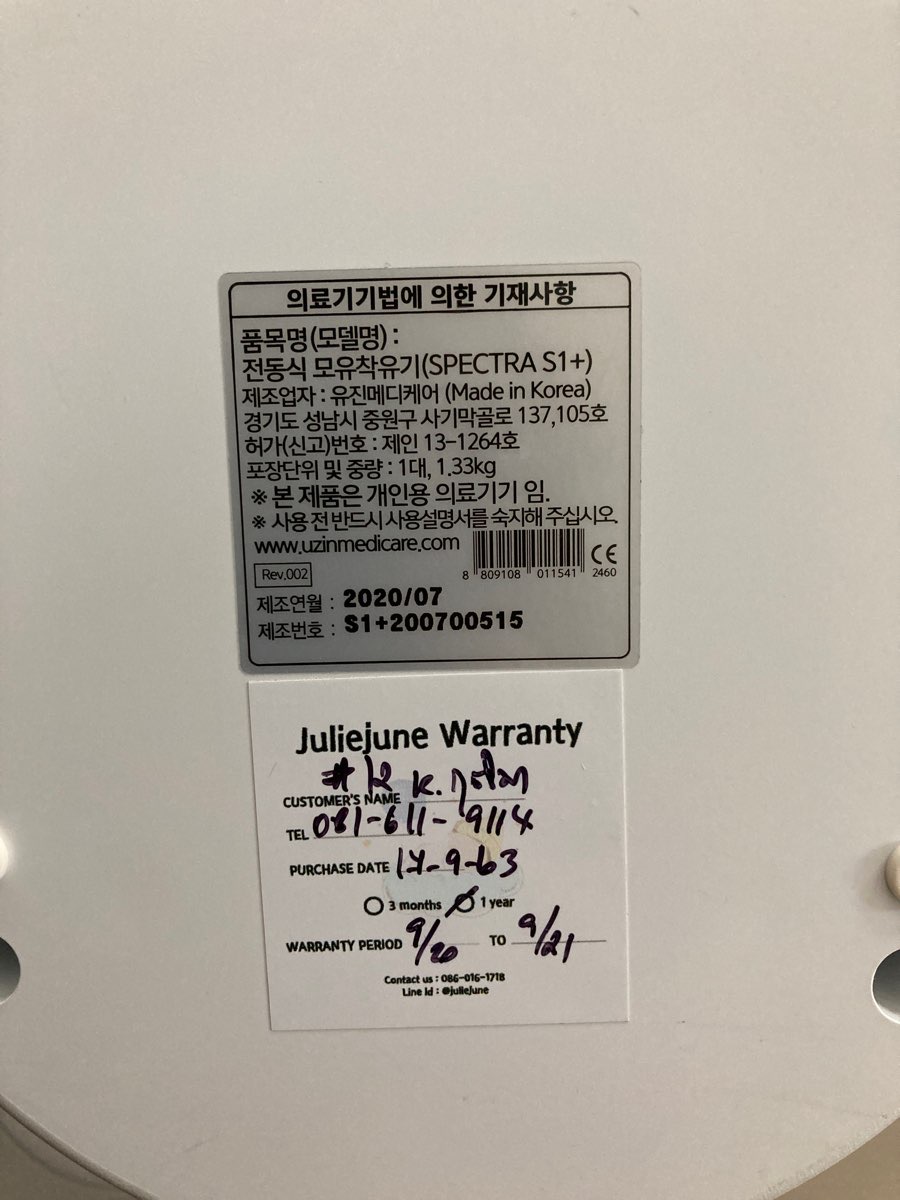 의료기기법에 의한 기재사항
품목명(모델명) :
전동식 모유착유기(SPECTRA S1+)
제조업자 : 유진메디케어 (Made in Korea)
경기도 성남시 중원구 사기막골로 137,105호
허가(신고)번호 : 제인 13-1264호
포장단위 및 중량 : 1대, 1.33kg
※ 본 제품은 개인용 의료기기 임.
※ 사용 전 반드시 사용설명서를 숙지해 주십시오.
www.uzinmedicare.com
8 809108 011541 2460
CE
Rev.002
제조연월 : 2020/07
제조번호 : S1+200700515
Juliejune Warranty
#12
CUSTOMER'S NAME K.
TEL 081-611-9114
PURCHASE DATE 17-9-63
3 months 1 year
WARRANTY PERIOD 9/20 TO 9/21
Contact us : 086-016-1718
Line Id : @juliejune